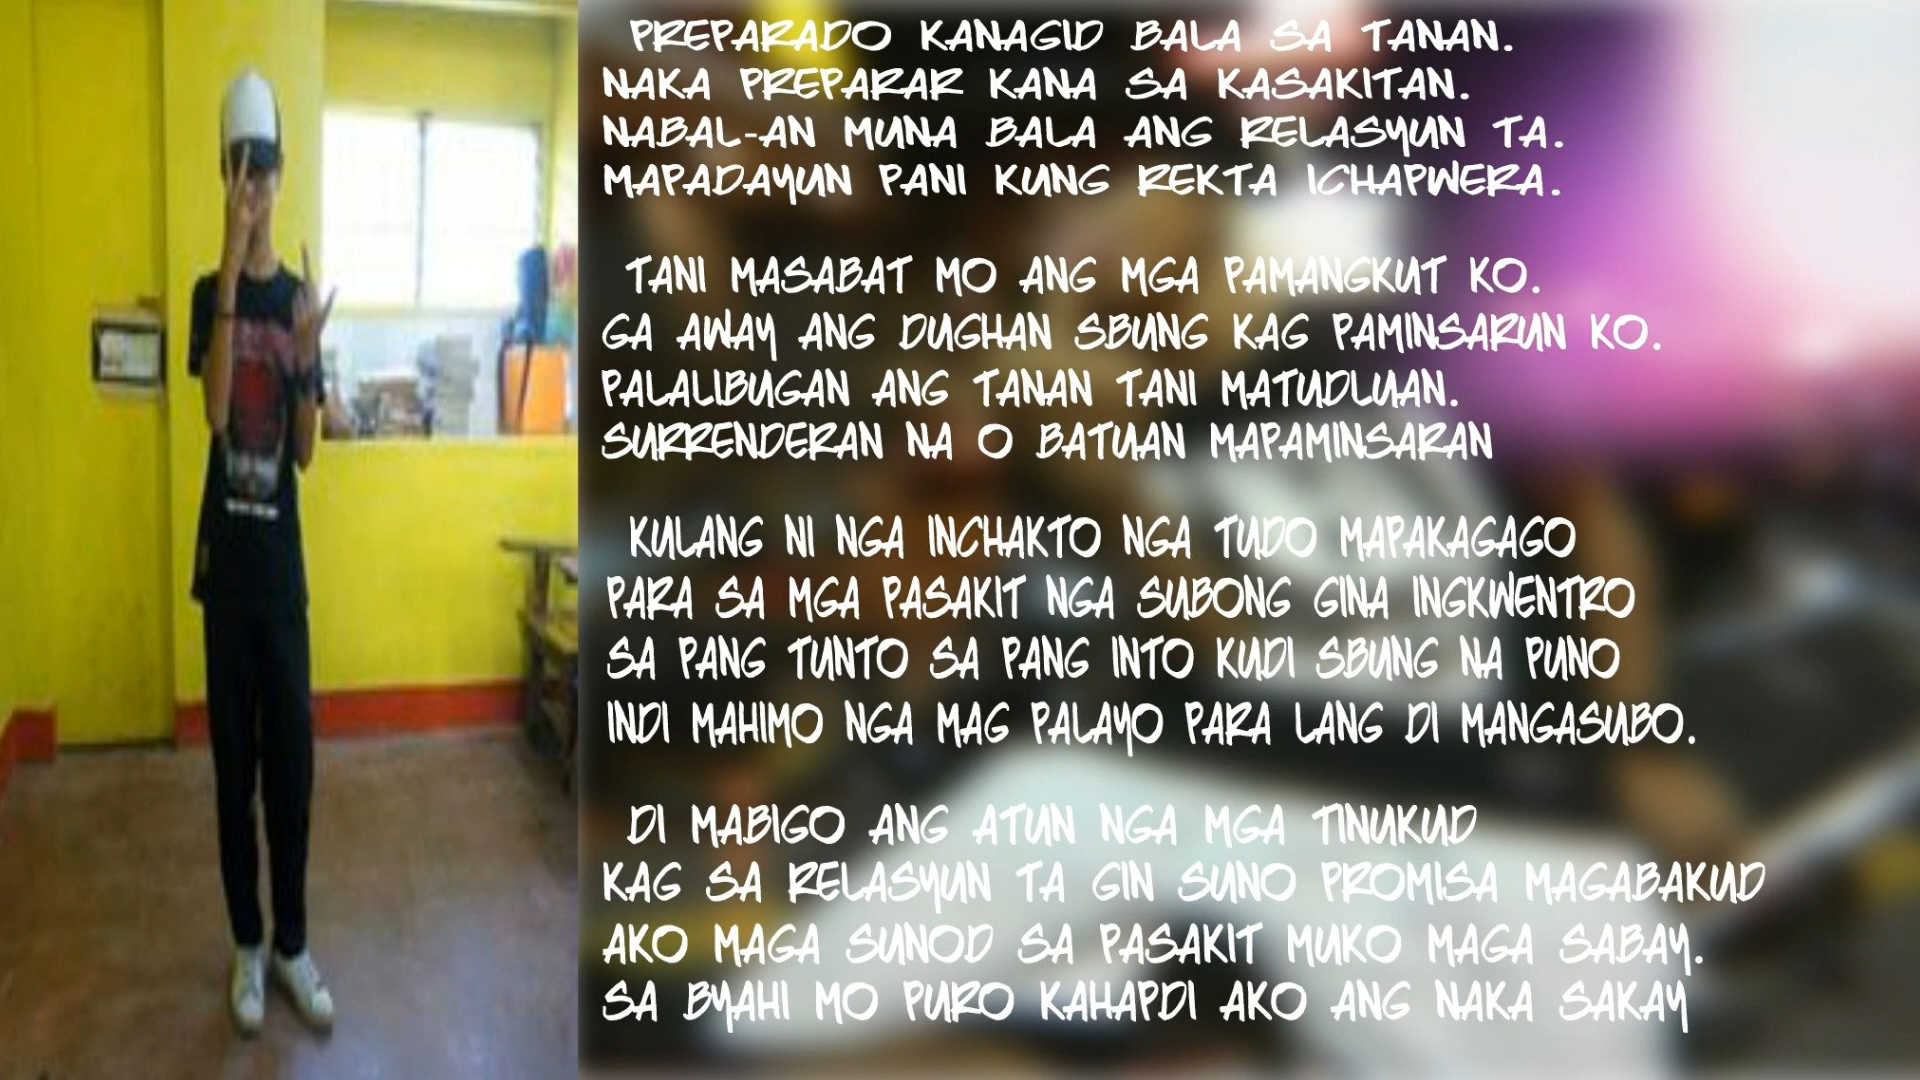 PREPARADO KANAGID BALA SA TANAN.
NAKA PREPARAR KANA SA KASAKITAN.
NABAL-AN MUNA BALA ANG RELASYUN TA.
MAPADAYUN PANI KUNG REKTA ICHAPWERA.
TANI MASABAT MO ANG MGA PAMANGKUT KO.
GA AWAY ANG DUGHAN SBUNG KAG PAMINSARUN KO.
PALALIBUGAN ANG TANAN TANI MATUDLUAN.
SURRENDERAN NA O BATUAN MAPAMINSARAN
KULANG NI NGA INCHAKTO NGA TUDO MAPAKAGAGO
PARA SA MGA PASAKIT NGA SUBONG GINA INGKWENTRO
SA PANG TUNTO SA PANG INTO KUDI SBUNG NA PUNO
INDI MAHIMO NGA MAG PALAYO PARA LANG DI MANGASUBO.
DI MABIGO ANG ATUN NGA MGA TINUKUD
KAG SA RELASYUN TA GIN SUNO PROMISA MAGABAKUD
AKO MAGA SUNOD SA PASAKIT MUKO MAGA SABAY.
SA BYAHI MO PURO KAHAPDI AKO ANG NAKA SAKAY